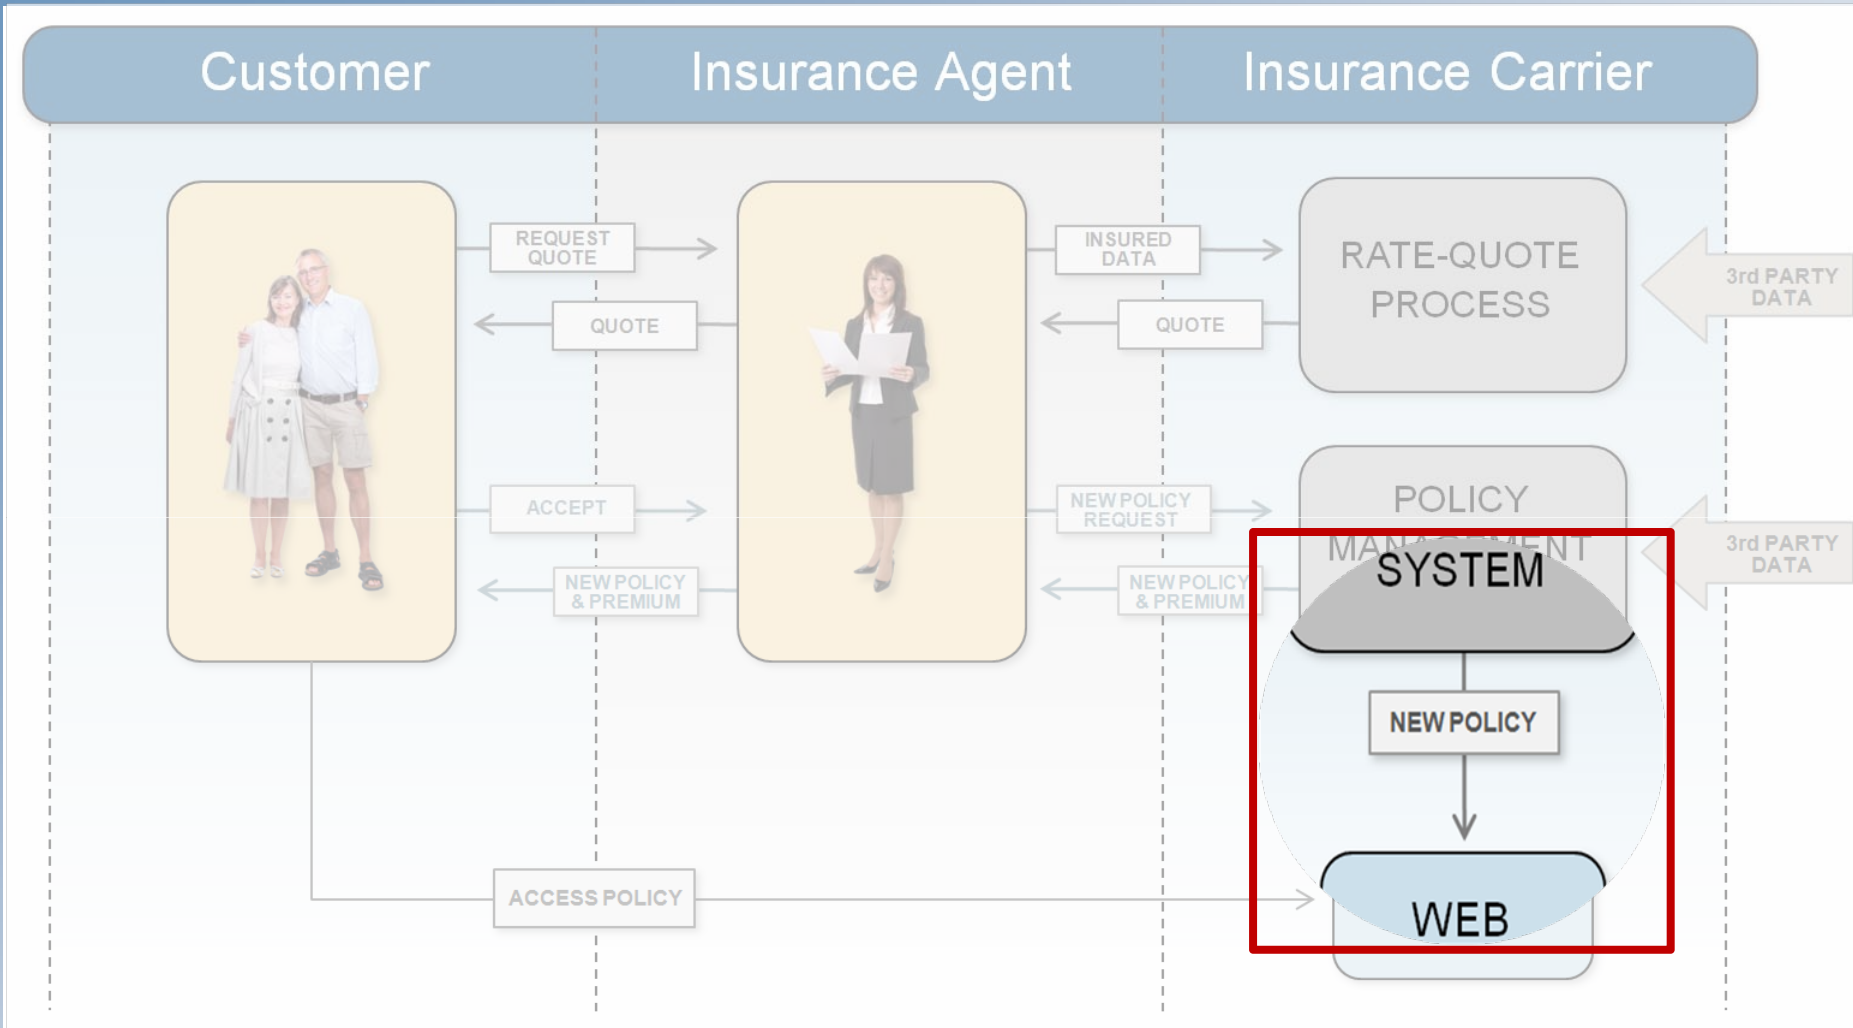 Customer
Insurance Agent
Insurance Carrier
REQUEST
QUOTE
INSURED
DATA
RATE-QUOTE
PROCESS
3rd PARTY
DATA
QUOTE
QUOTE
ACCEPT
NEW POLICY
REQUEST
POLICY
MANAGEMENT
SYSTEM
3rd PARTY
DATA
NEW POLICY
& PREMIUM
NEW POLICY
& PREMIUM
NEW POLICY
ACCESS POLICY
WEB